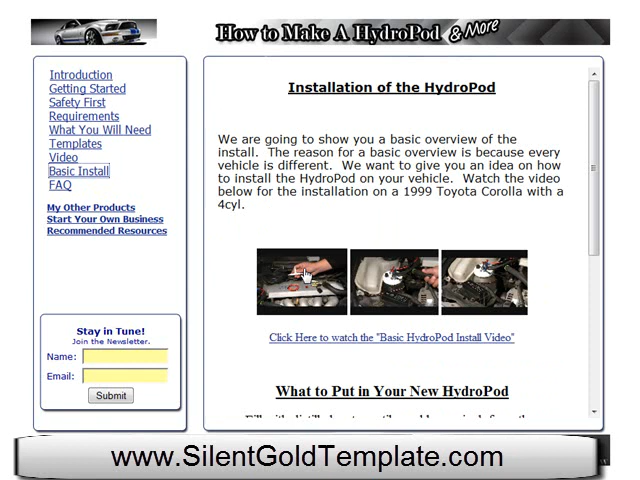 How to Make A HydroPod & More
Introduction
Getting Started
Safety First
Requirements
What You Will Need
Templates
Video
Basic Install
FAQ
My Other Products
Start Your Own Business
Recommended Resources
Stay in Tune!
Join the Newsletter.
Name:
Email:
Submit
Installation of the HydroPod
We are going to show you a basic overview of the
install. The reason for a basic overview is because every
vehicle is different. We want to give you an idea on how
to install the HydroPod on your vehicle. Watch the video
below for the installation on a 1999 Toyota Corolla with a
4cyl.
Click Here to watch the "Basic HydroPod Install Video"
What to Put in Your New HydroPod
www.SilentGoldTemplate.com